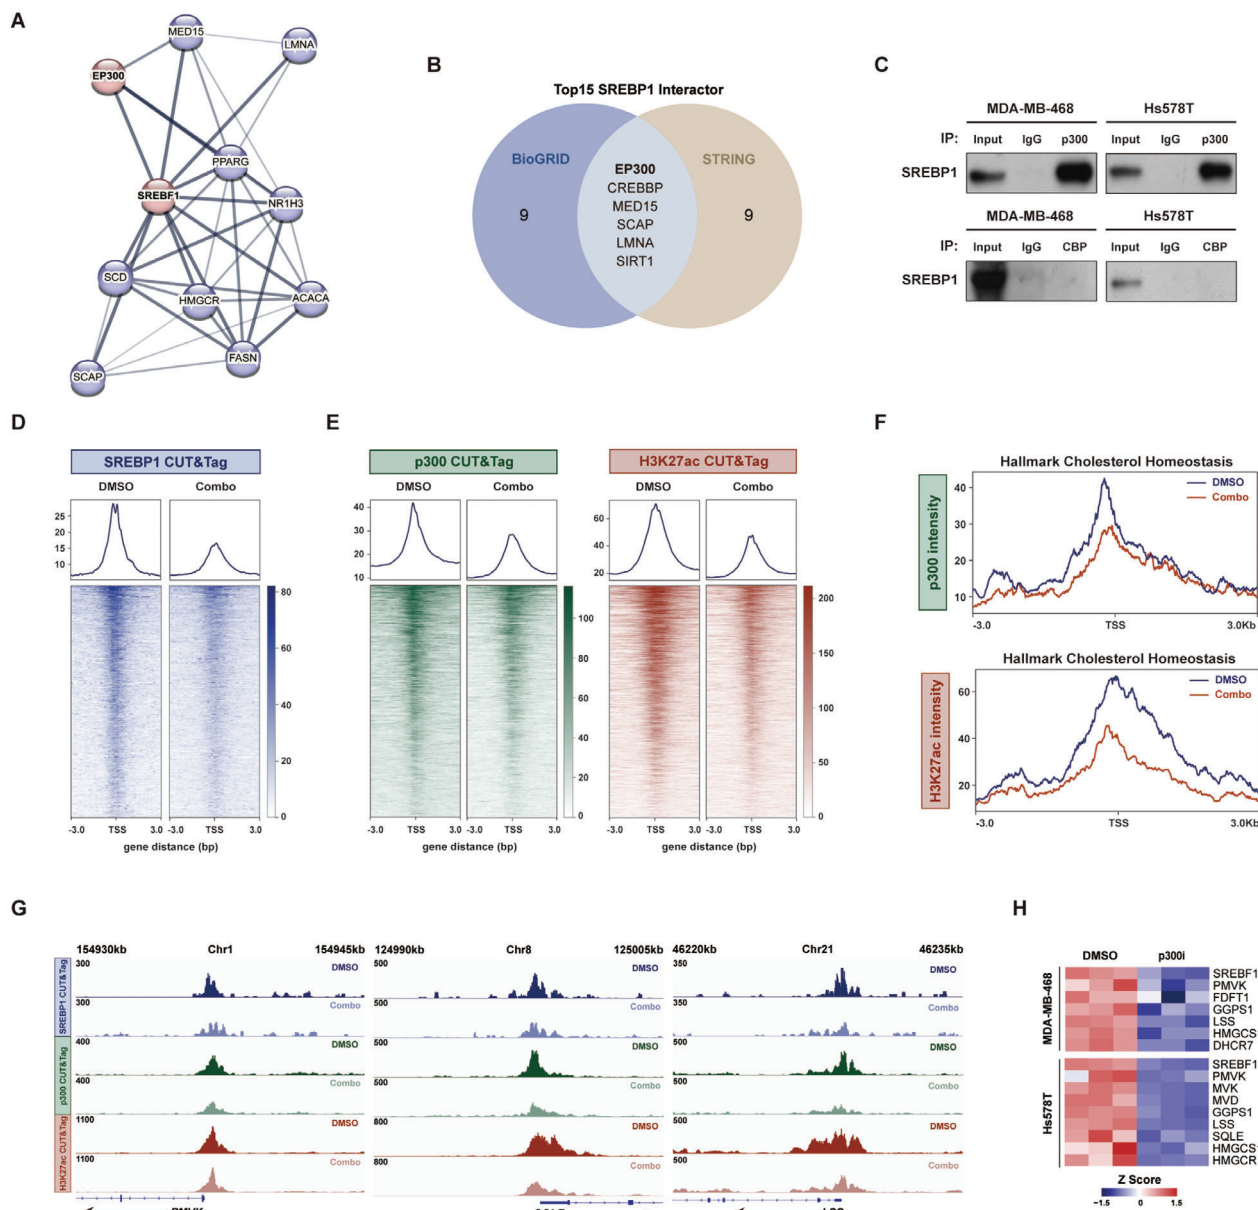 A
MED15
LMNA
EP300
PPARG
SREBF1
NR1H3
SCD
HMGCR
ACACA
FASN
SCAP
B
Top15 SREBP1 Interactor
BioGRID
STRING
9
EP300
CREBBP
MED15
SCAP
LMNA
SIRT1
9
C
MDA-MB-468 Hs578T
IP: Input IgG p300 Input IgG p300
SREBP1
MDA-MB-468 Hs578T
IP: Input IgG CBP Input IgG CBP
SREBP1
D
SREBP1 CUT&Tag
DMSO Combo
25
20
15
10
80
60
40
20
0
-3.0 TSS 3.0 -3.0 TSS 3.0
gene distance (bp)
E
p300 CUT&Tag
DMSO Combo
40
30
20
10
100
80
60
40
20
0
-3.0 TSS 3.0 -3.0 TSS 3.0
gene distance (bp)
H3K27ac CUT&Tag
DMSO Combo
60
40
20
200
150
100
50
0
-3.0 TSS 3.0 -3.0 TSS 3.0
gene distance (bp)
F
Hallmark Cholesterol Homeostasis
p300 intensity
DMSO
Combo
40
30
20
10
-3.0 TSS 3.0Kb
Hallmark Cholesterol Homeostasis
H3K27ac intensity
DMSO
Combo
60
40
20
-3.0 TSS 3.0Kb
G
154930kb Chr1 154945kb
124990kb Chr8 125005kb
46220kb Chr21 46235kb
SREBP1 CUT&Tag
p300 CUT&Tag
H3K27ac CUT&Tag
300 DMSO 500 DMSO 350 DMSO
300 Combo 500 Combo 350 Combo
400 DMSO 500 DMSO 500 DMSO
400 Combo 500 Combo 500 Combo
1100 DMSO 800 DMSO 500 DMSO
1100 Combo 800 Combo 500 Combo
PMVK
H
DMSO p300i
MDA-MB-468
SREBF1
PMVK
FDFT1
GGPS1
LSS
HMGCS1
DHCR7
Hs578T
SREBF1
PMVK
MVK
MVD
GGPS1
LSS
SQLE
HMGCS1
HMGCR
Z Score
-1.5 0 1.5